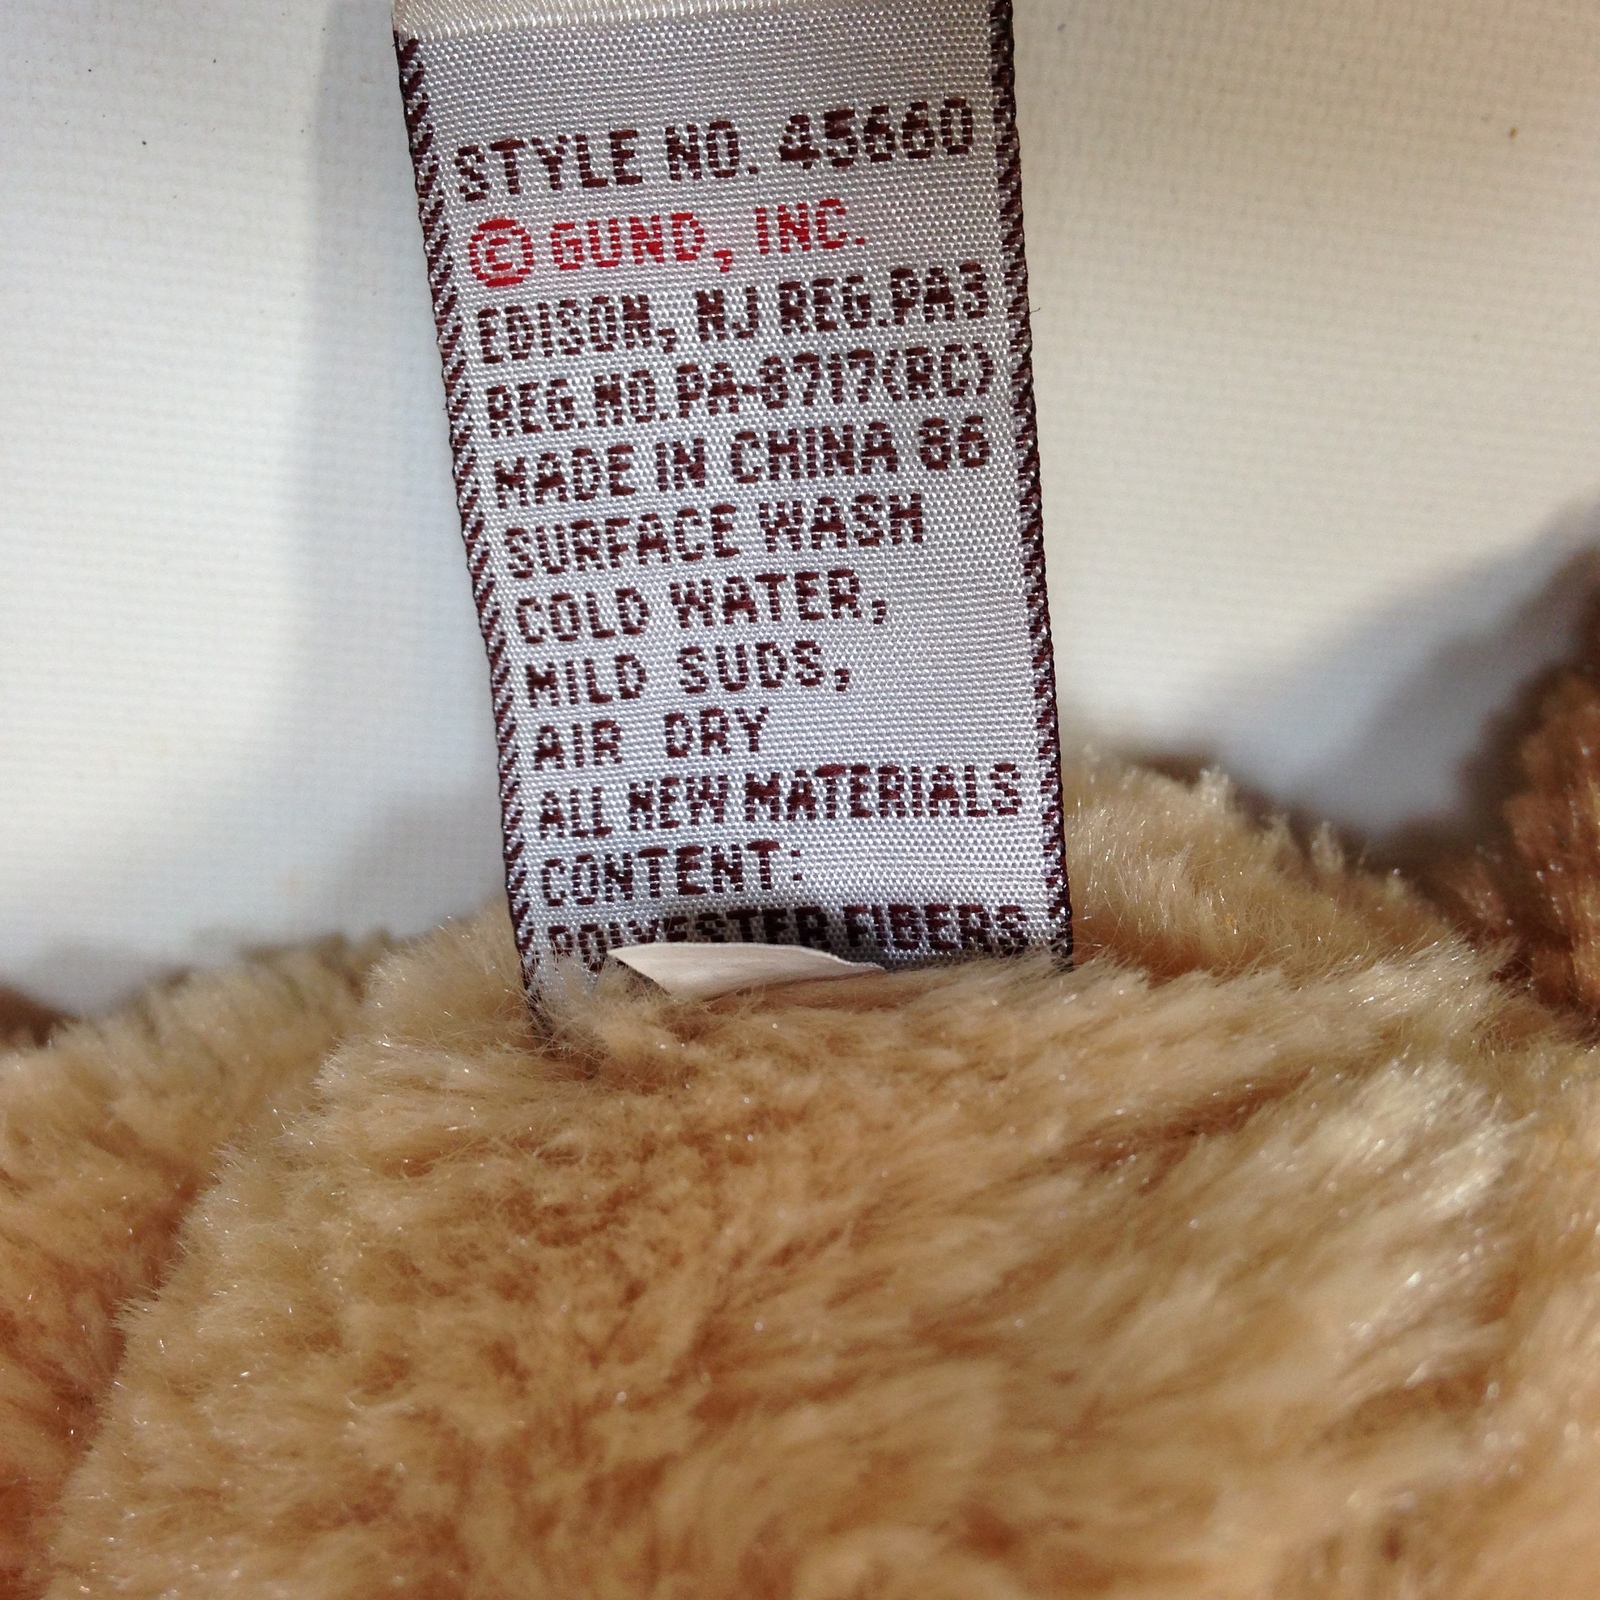 STYLE NO. 45660
© GUND, INC.
EDISON, NJ REG.PA3
REG.NO.PA-8717(RC)
MADE IN CHINA 86
SURFACE WASH
COLD WATER,
MILD SUDS,
AIR DRY
ALL NEW MATERIALS
CONTENT:
POLYESTER FIBERS